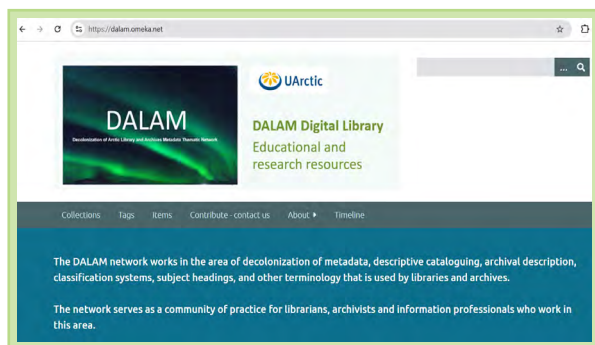 https://dalam.omeka.net
DALAM
Decolonization of Arctic Library and Archives Metadata Thematic Network
UArctic
DALAM Digital Library
Educational and
research resources
...
Collections Tags Items Contribute - contact us About Timeline
The DALAM network works in the area of decolonization of metadata, descriptive cataloguing, archival description,
classification systems, subject headings, and other terminology that is used by libraries and archives.
The network serves as a community of practice for librarians, archivists and information professionals who work in
this area.